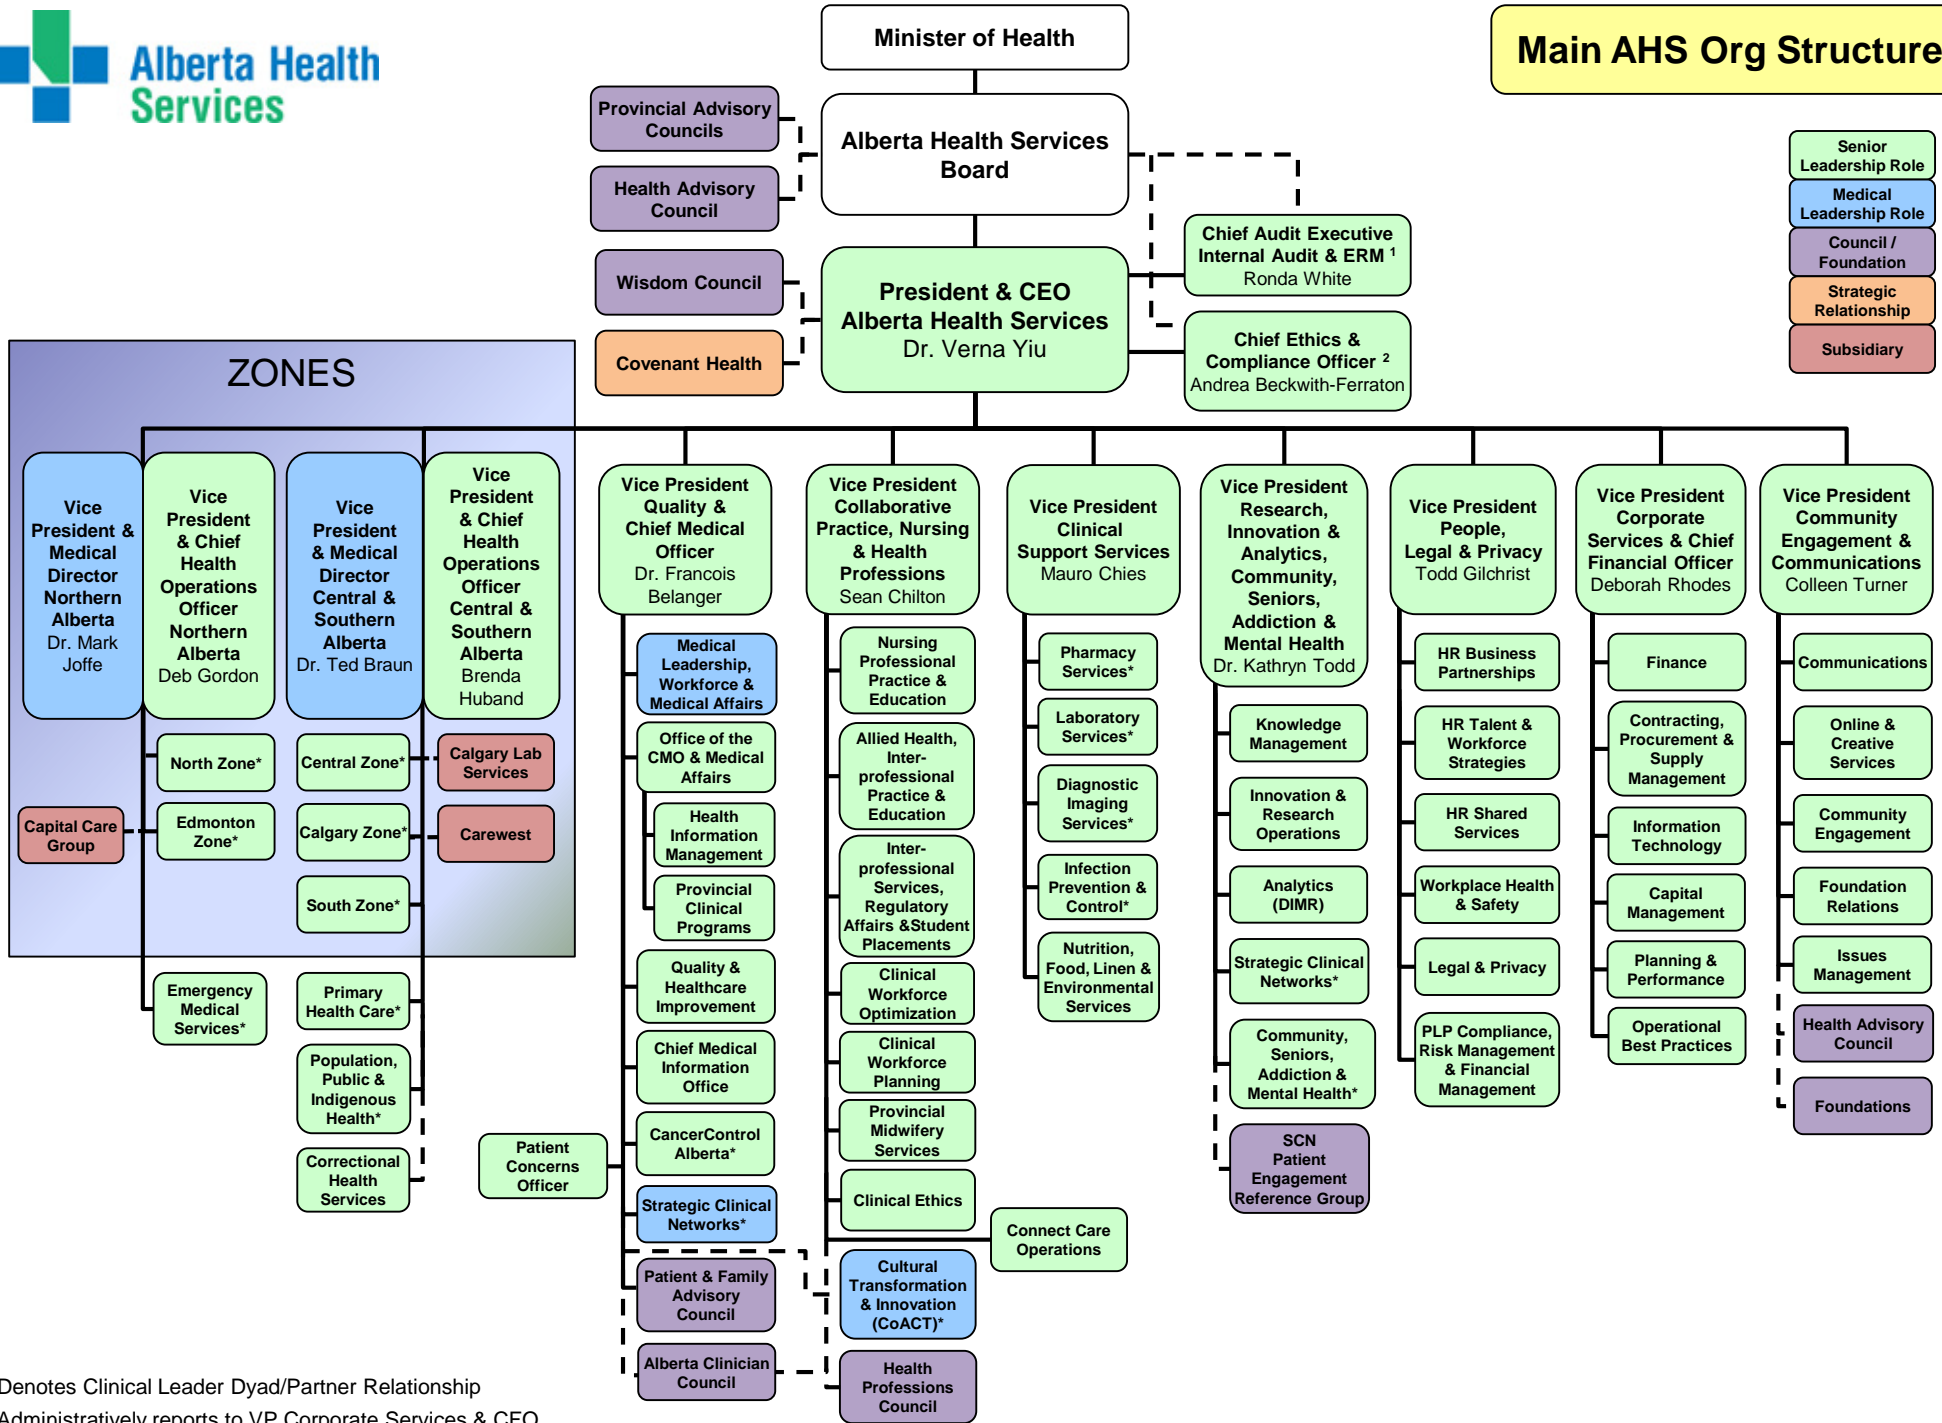 Alberta Health
Services
Minister of Health
Main AHS Org Structure
Provincial Advisory
Councils
Health Advisory
Council
Alberta Health Services
Board
Senior
Leadership Role
Medical
Leadership Role
Council /
Foundation
Strategic
Relationship
Subsidiary
Wisdom Council
Covenant Health
President & CEO
Alberta Health Services
Dr. Verna Yiu
Chief Audit Executive
Internal Audit & ERM 1
Ronda White
Chief Ethics &
Compliance Officer 2
Andrea Beckwith-Ferraton
ZONES
Vice
President &
Medical
Director
Northern
Alberta
Dr. Mark
Joffe
Vice
President
& Chief
Health
Operations
Officer
Northern
Alberta
Deb Gordon
Vice
President
& Medical
Director
Central &
Southern
Alberta
Dr. Ted Braun
Vice
President
& Chief
Health
Operations
Officer
Central &
Southern
Alberta
Brenda
Huband
North Zone*
Capital Care
Group
Edmonton
Zone*
Central Zone*
Calgary Lab
Services
Calgary Zone*
Carewest
South Zone*
Emergency
Medical
Services*
Primary
Health Care*
Population,
Public &
Indigenous
Health*
Correctional
Health
Services
Vice President
Quality &
Chief Medical
Officer
Dr. Francois
Belanger
Medical
Leadership,
Workforce &
Medical Affairs
Office of the
CMO & Medical
Affairs
Health
Information
Management
Provincial
Clinical
Programs
Quality &
Healthcare
Improvement
Chief Medical
Information
Office
CancerControl
Alberta*
Patient
Concerns
Officer
Strategic Clinical
Networks*
Patient & Family
Advisory
Council
Alberta Clinician
Council
Vice President
Collaborative
Practice, Nursing
& Health
Professions
Sean Chilton
Nursing
Professional
Practice &
Education
Allied Health,
Inter-
professional
Practice &
Education
Inter-
professional
Services,
Regulatory
Affairs &Student
Placements
Clinical
Workforce
Optimization
Clinical
Workforce
Planning
Provincial
Midwifery
Services
Clinical Ethics
Connect Care
Operations
Cultural
Transformation
& Innovation
(CoACT)*
Health
Professions
Council
Vice President
Clinical
Support Services
Mauro Chies
Pharmacy
Services*
Laboratory
Services*
Diagnostic
Imaging
Services*
Infection
Prevention &
Control*
Nutrition,
Food, Linen &
Environmental
Services
Vice President
Research,
Innovation &
Analytics,
Community,
Seniors,
Addiction &
Mental Health
Dr. Kathryn Todd
Knowledge
Management
Innovation &
Research
Operations
Analytics
(DIMR)
Strategic Clinical
Networks*
Community,
Seniors,
Addiction &
Mental Health*
SCN
Patient
Engagement
Reference Group
Vice President
People,
Legal & Privacy
Todd Gilchrist
HR Business
Partnerships
HR Talent &
Workforce
Strategies
HR Shared
Services
Workplace Health
& Safety
Legal & Privacy
PLP Compliance,
Risk Management
& Financial
Management
Vice President
Corporate
Services & Chief
Financial Officer
Deborah Rhodes
Finance
Contracting,
Procurement &
Supply
Management
Information
Technology
Capital
Management
Planning &
Performance
Operational
Best Practices
Vice President
Community
Engagement &
Communications
Colleen Turner
Communications
Online &
Creative
Services
Community
Engagement
Foundation
Relations
Issues
Management
Health Advisory
Council
Foundations
Denotes Clinical Leader Dyad/Partner Relationship
Administratively reports to VP Corporate Services & CFO